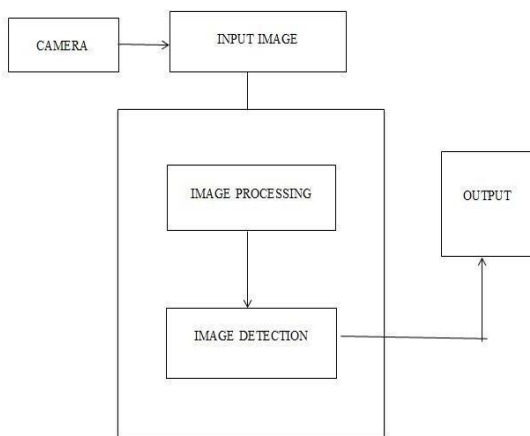 CAMERA
INPUT IMAGE
IMAGE PROCESSING
OUTPUT
IMAGE DETECTION